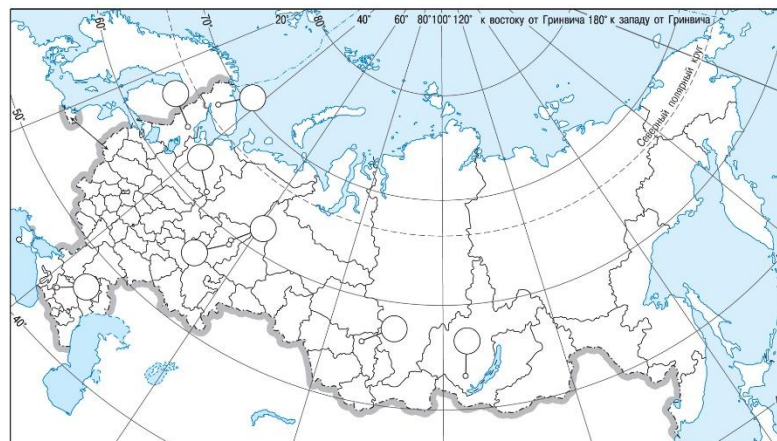 60° 70° 20° 80° 40° 60° 80° 100° 120° к востоку от Гринвича 180° к западу от Гринвича
Северный полярный круг
50°
40°